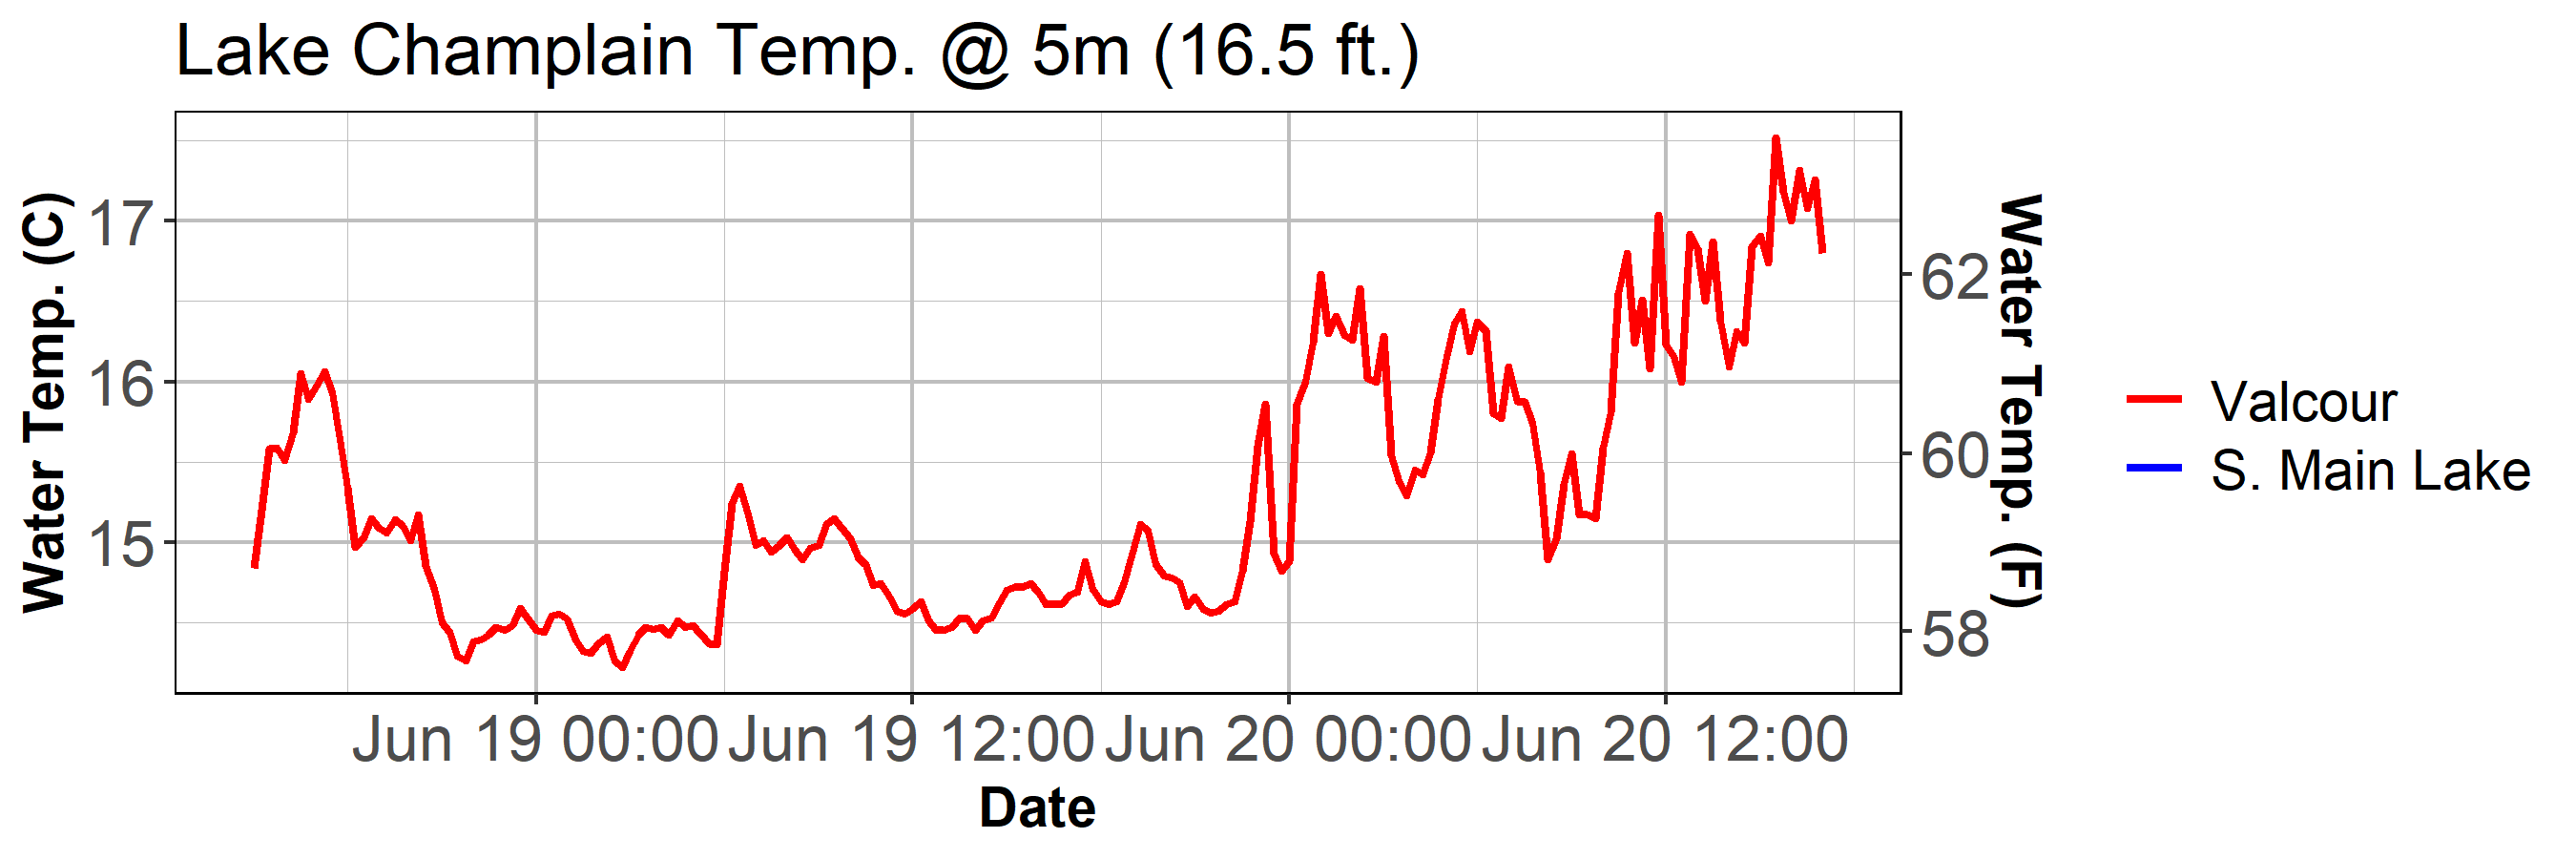 Lake Champlain Temp. @ 5m (16.5 ft.)
Water Temp. (C)
17
16
15
62
60
58
Water Temp. (F)
Jun 19 00:00 Jun 19 12:00 Jun 20 00:00 Jun 20 12:00
Date
Valcour
S. Main Lake